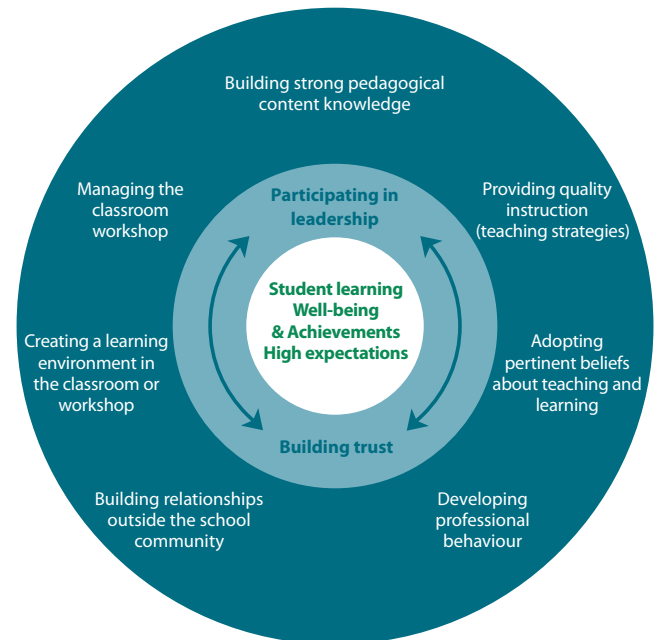 Building strong pedagogical
content knowledge
Managing the
classroom
workshop
Participating in
leadership
Providing quality
instruction
(teaching strategies)
Student learning
Well-being
& Achievements
High expectations
Creating a learning
environment in
the classroom or
workshop
Adopting
pertinent beliefs
about teaching and
learning
Building trust
Building relationships
outside the school
community
Developing
professional
behaviour